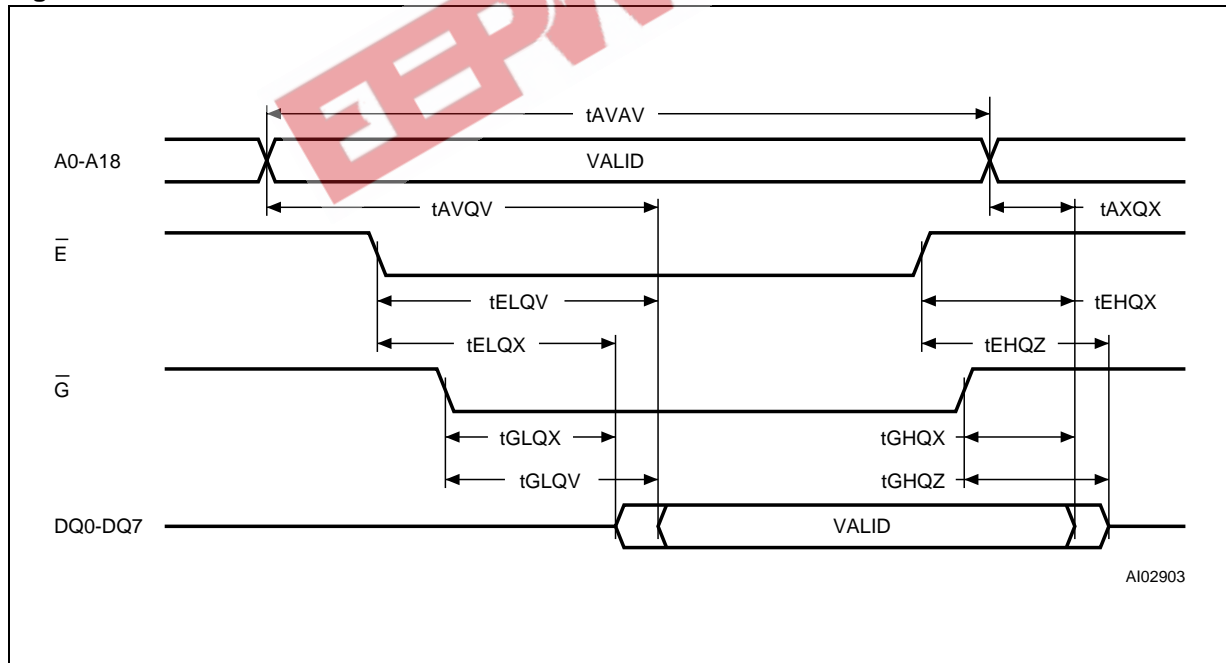 tAVAV
A0-A18
VALID
tAVQV
tAXQX
E
tELQV
tEHQX
tELQX
tEHQZ
G
tGLQX
tGHQX
tGLQV
tGHQZ
DQ0-DQ7
VALID
AI02903